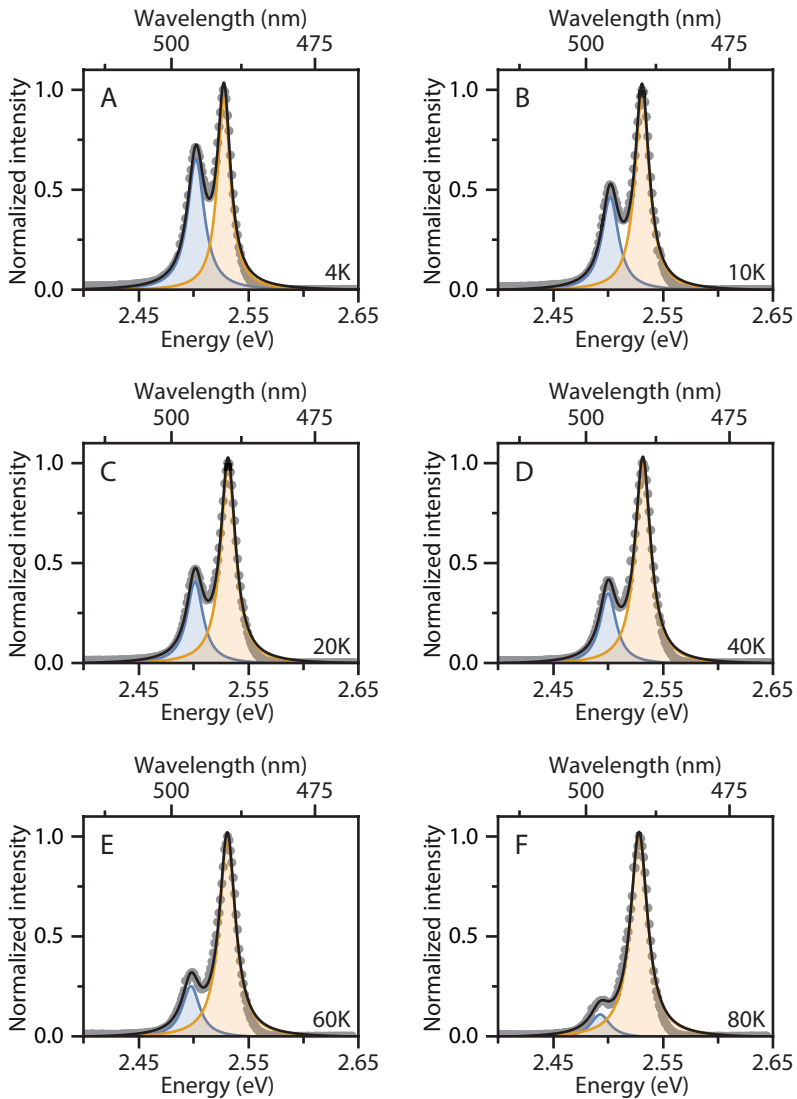 Wavelength (nm)
500 475
Normalized intensity
1.0
0.5
0.0
A
4K
2.45 2.55 2.65
Energy (eV)
Wavelength (nm)
500 475
Normalized intensity
1.0
0.5
0.0
B
10K
2.45 2.55 2.65
Energy (eV)
Wavelength (nm)
500 475
Normalized intensity
1.0
0.5
0.0
C
20K
2.45 2.55 2.65
Energy (eV)
Wavelength (nm)
500 475
Normalized intensity
1.0
0.5
0.0
D
40K
2.45 2.55 2.65
Energy (eV)
Wavelength (nm)
500 475
Normalized intensity
1.0
0.5
0.0
E
60K
2.45 2.55 2.65
Energy (eV)
Wavelength (nm)
500 475
Normalized intensity
1.0
0.5
0.0
F
80K
2.45 2.55 2.65
Energy (eV)